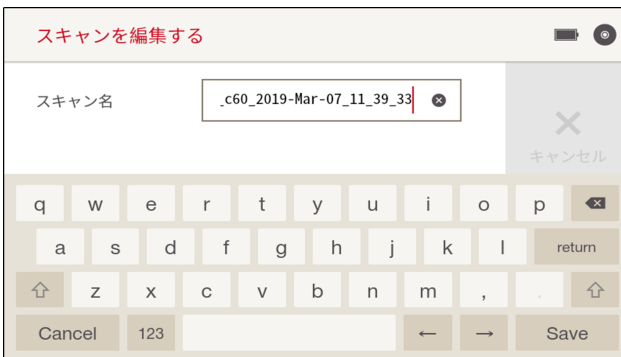 スキャンを編集する
スキャン名
_c60_2019-Mar-07_11_39_33
キャンセル
q w e r t y u i o p
a s d f g h j k l return
z x c v b n m , .
Cancel 123 ← → Save